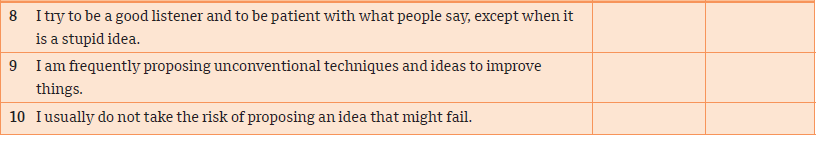 8 I try to be a good listener and to be patient with what people say, except when it
is a stupid idea.
9 I am frequently proposing unconventional techniques and ideas to improve
things.
10 I usually do not take the risk of proposing an idea that might fail.